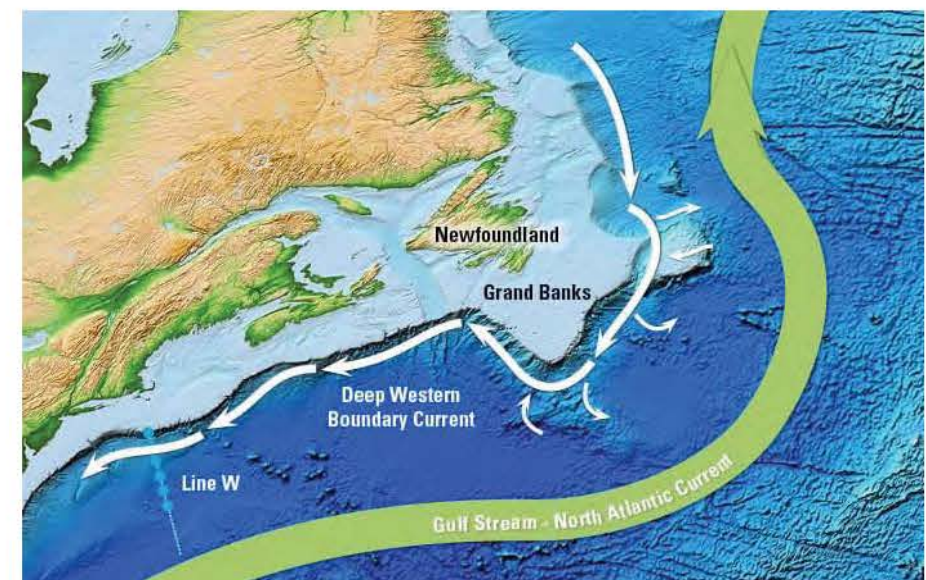 Newfoundland
Grand Banks
Deep Western
Boundary Current
Line W
Gulf Stream - North Atlantic Current